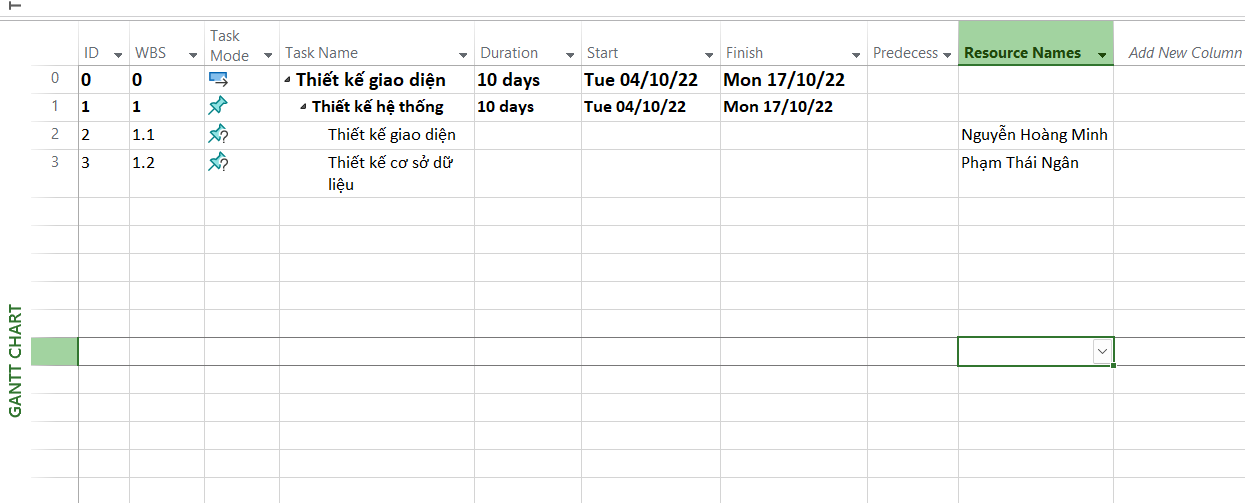 T
ID WBS Task Mode Task Name Duration Start Finish Predecess Resource Names Add New Column
0 0 0 Thiết kế giao diện 10 days Tue 04/10/22 Mon 17/10/22
1 1 1 Thiết kế hệ thống 10 days Tue 04/10/22 Mon 17/10/22
2 2 1.1 Thiết kế giao diện Nguyễn Hoàng Minh
3 3 1.2 Thiết kế cơ sở dữ liệu Phạm Thái Ngân
GANTT CHART